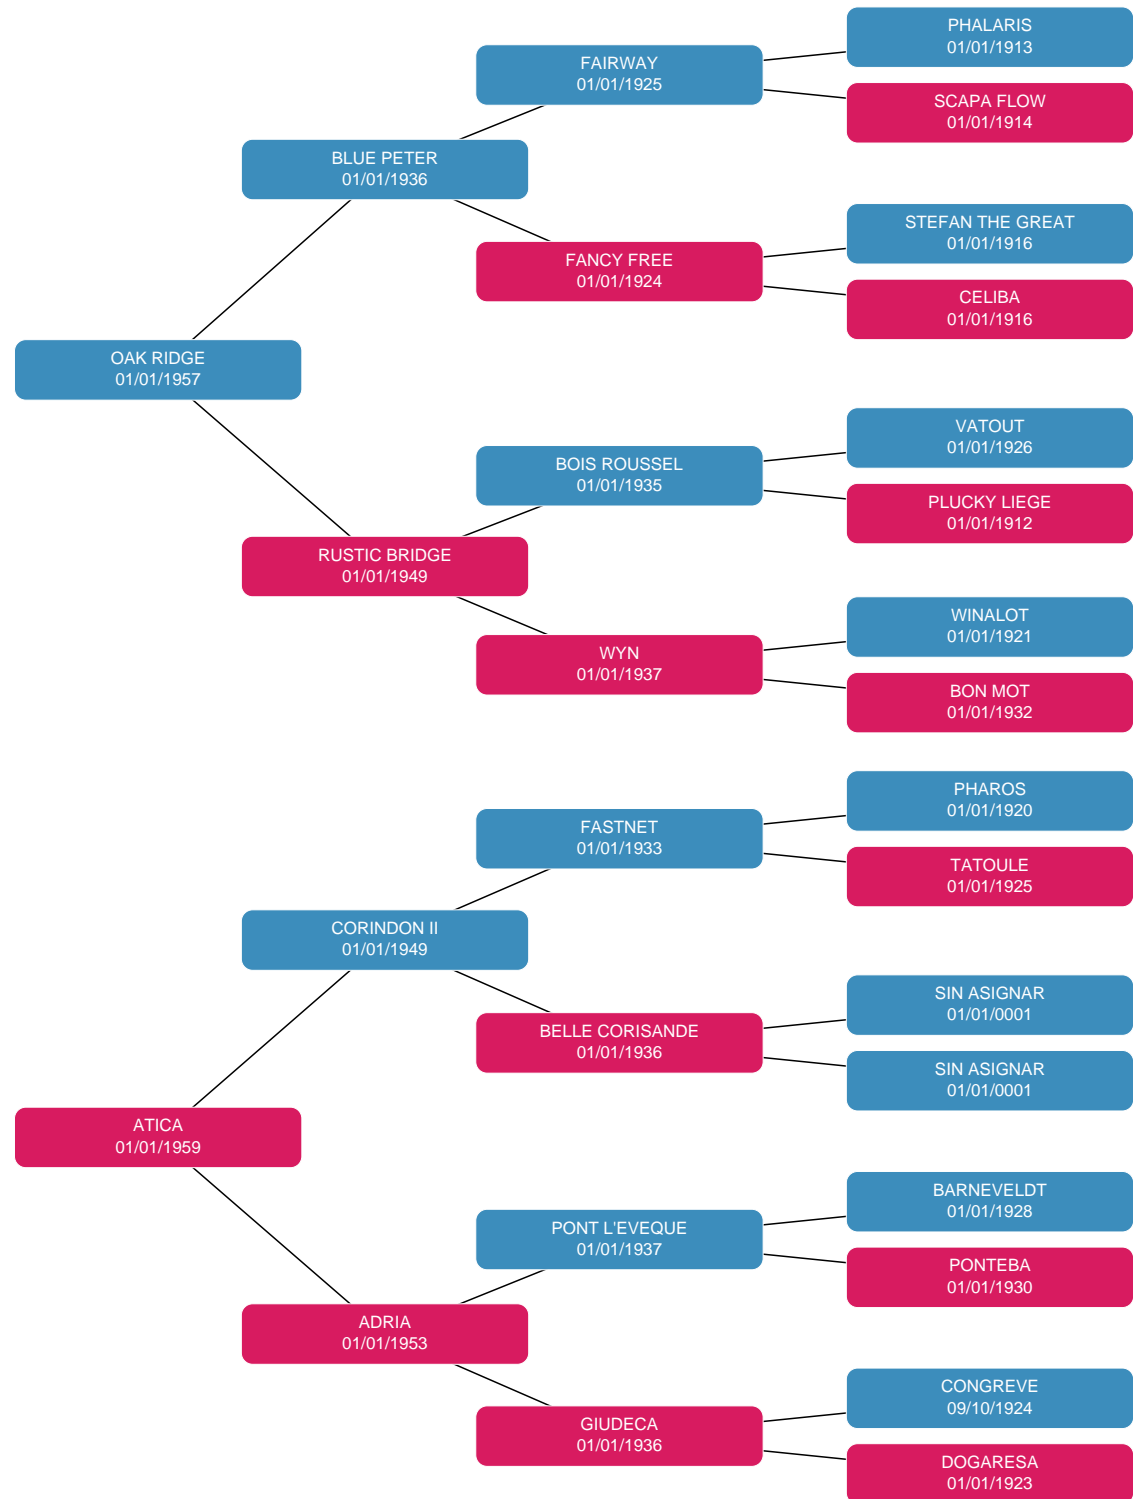 PHALARIS
01/01/1913
FAIRWAY
01/01/1925
SCAPA FLOW
01/01/1914
BLUE PETER
01/01/1936
STEFAN THE GREAT
01/01/1916
FANCY FREE
01/01/1924
CELIBA
01/01/1916
OAK RIDGE
01/01/1957
VATOUT
01/01/1926
BOIS ROUSSEL
01/01/1935
PLUCKY LIEGE
01/01/1912
RUSTIC BRIDGE
01/01/1949
WINALOT
01/01/1921
WYN
01/01/1937
BON MOT
01/01/1932
PHAROS
01/01/1920
FASTNET
01/01/1933
TATOULE
01/01/1925
CORINDON II
01/01/1949
SIN ASIGNAR
01/01/0001
BELLE CORISANDE
01/01/1936
SIN ASIGNAR
01/01/0001
ATICA
01/01/1959
BARNEVELDT
01/01/1928
PONT L'EVEQUE
01/01/1937
PONTEBA
01/01/1930
ADRIA
01/01/1953
CONGREVE
09/10/1924
GIUDECA
01/01/1936
DOGARESA
01/01/1923